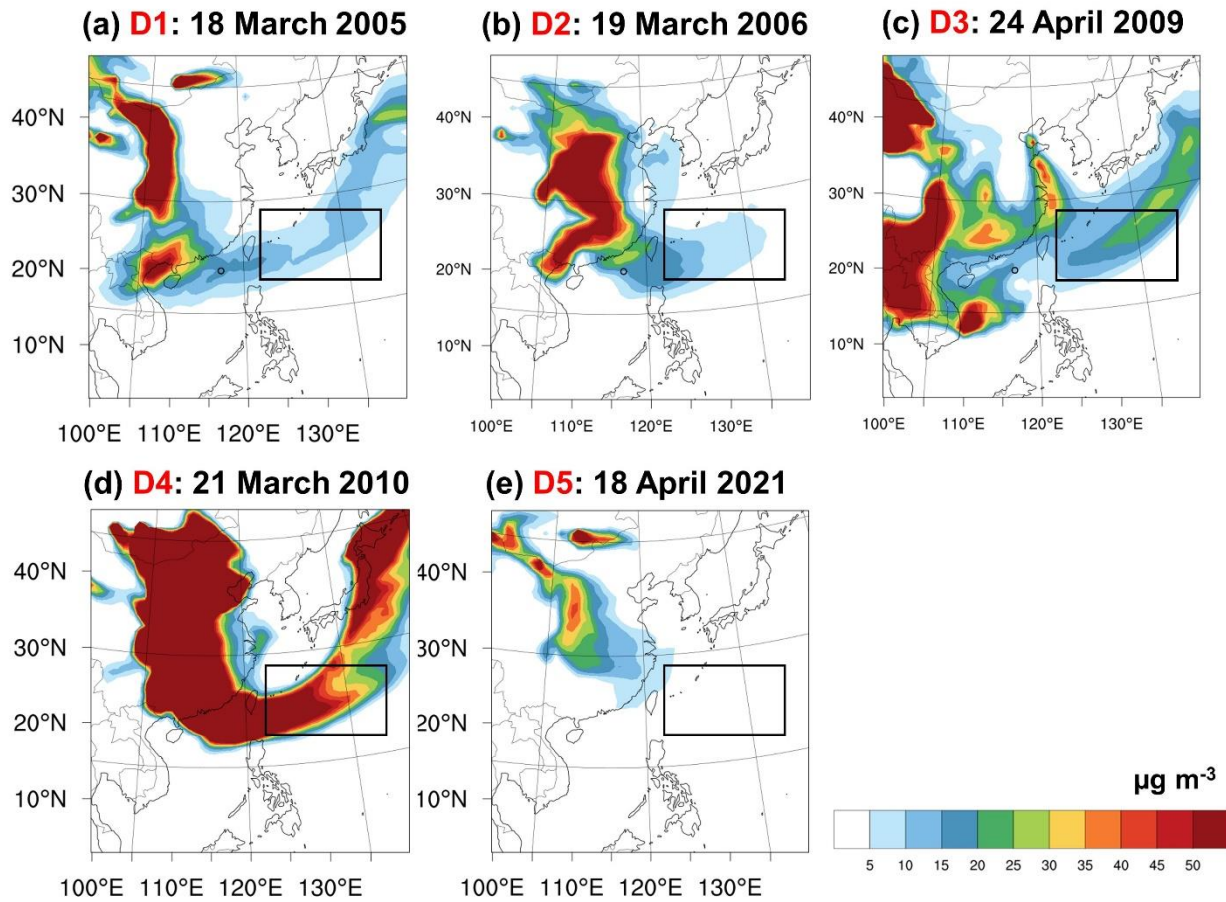 (a) D1: 18 March 2005
(b) D2: 19 March 2006
(c) D3: 24 April 2009
40°N
30°N
20°N
10°N
100°E 110°E 120°E 130°E
40°N
30°N
20°N
10°N
100°E 110°E 120°E 130°E
40°N
30°N
20°N
10°N
100°E 110°E 120°E 130°E
(d) D4: 21 March 2010
(e) D5: 18 April 2021
40°N
30°N
20°N
10°N
100°E 110°E 120°E 130°E
40°N
30°N
20°N
10°N
100°E 110°E 120°E 130°E
µg m-3
5 10 15 20 25 30 35 40 45 50